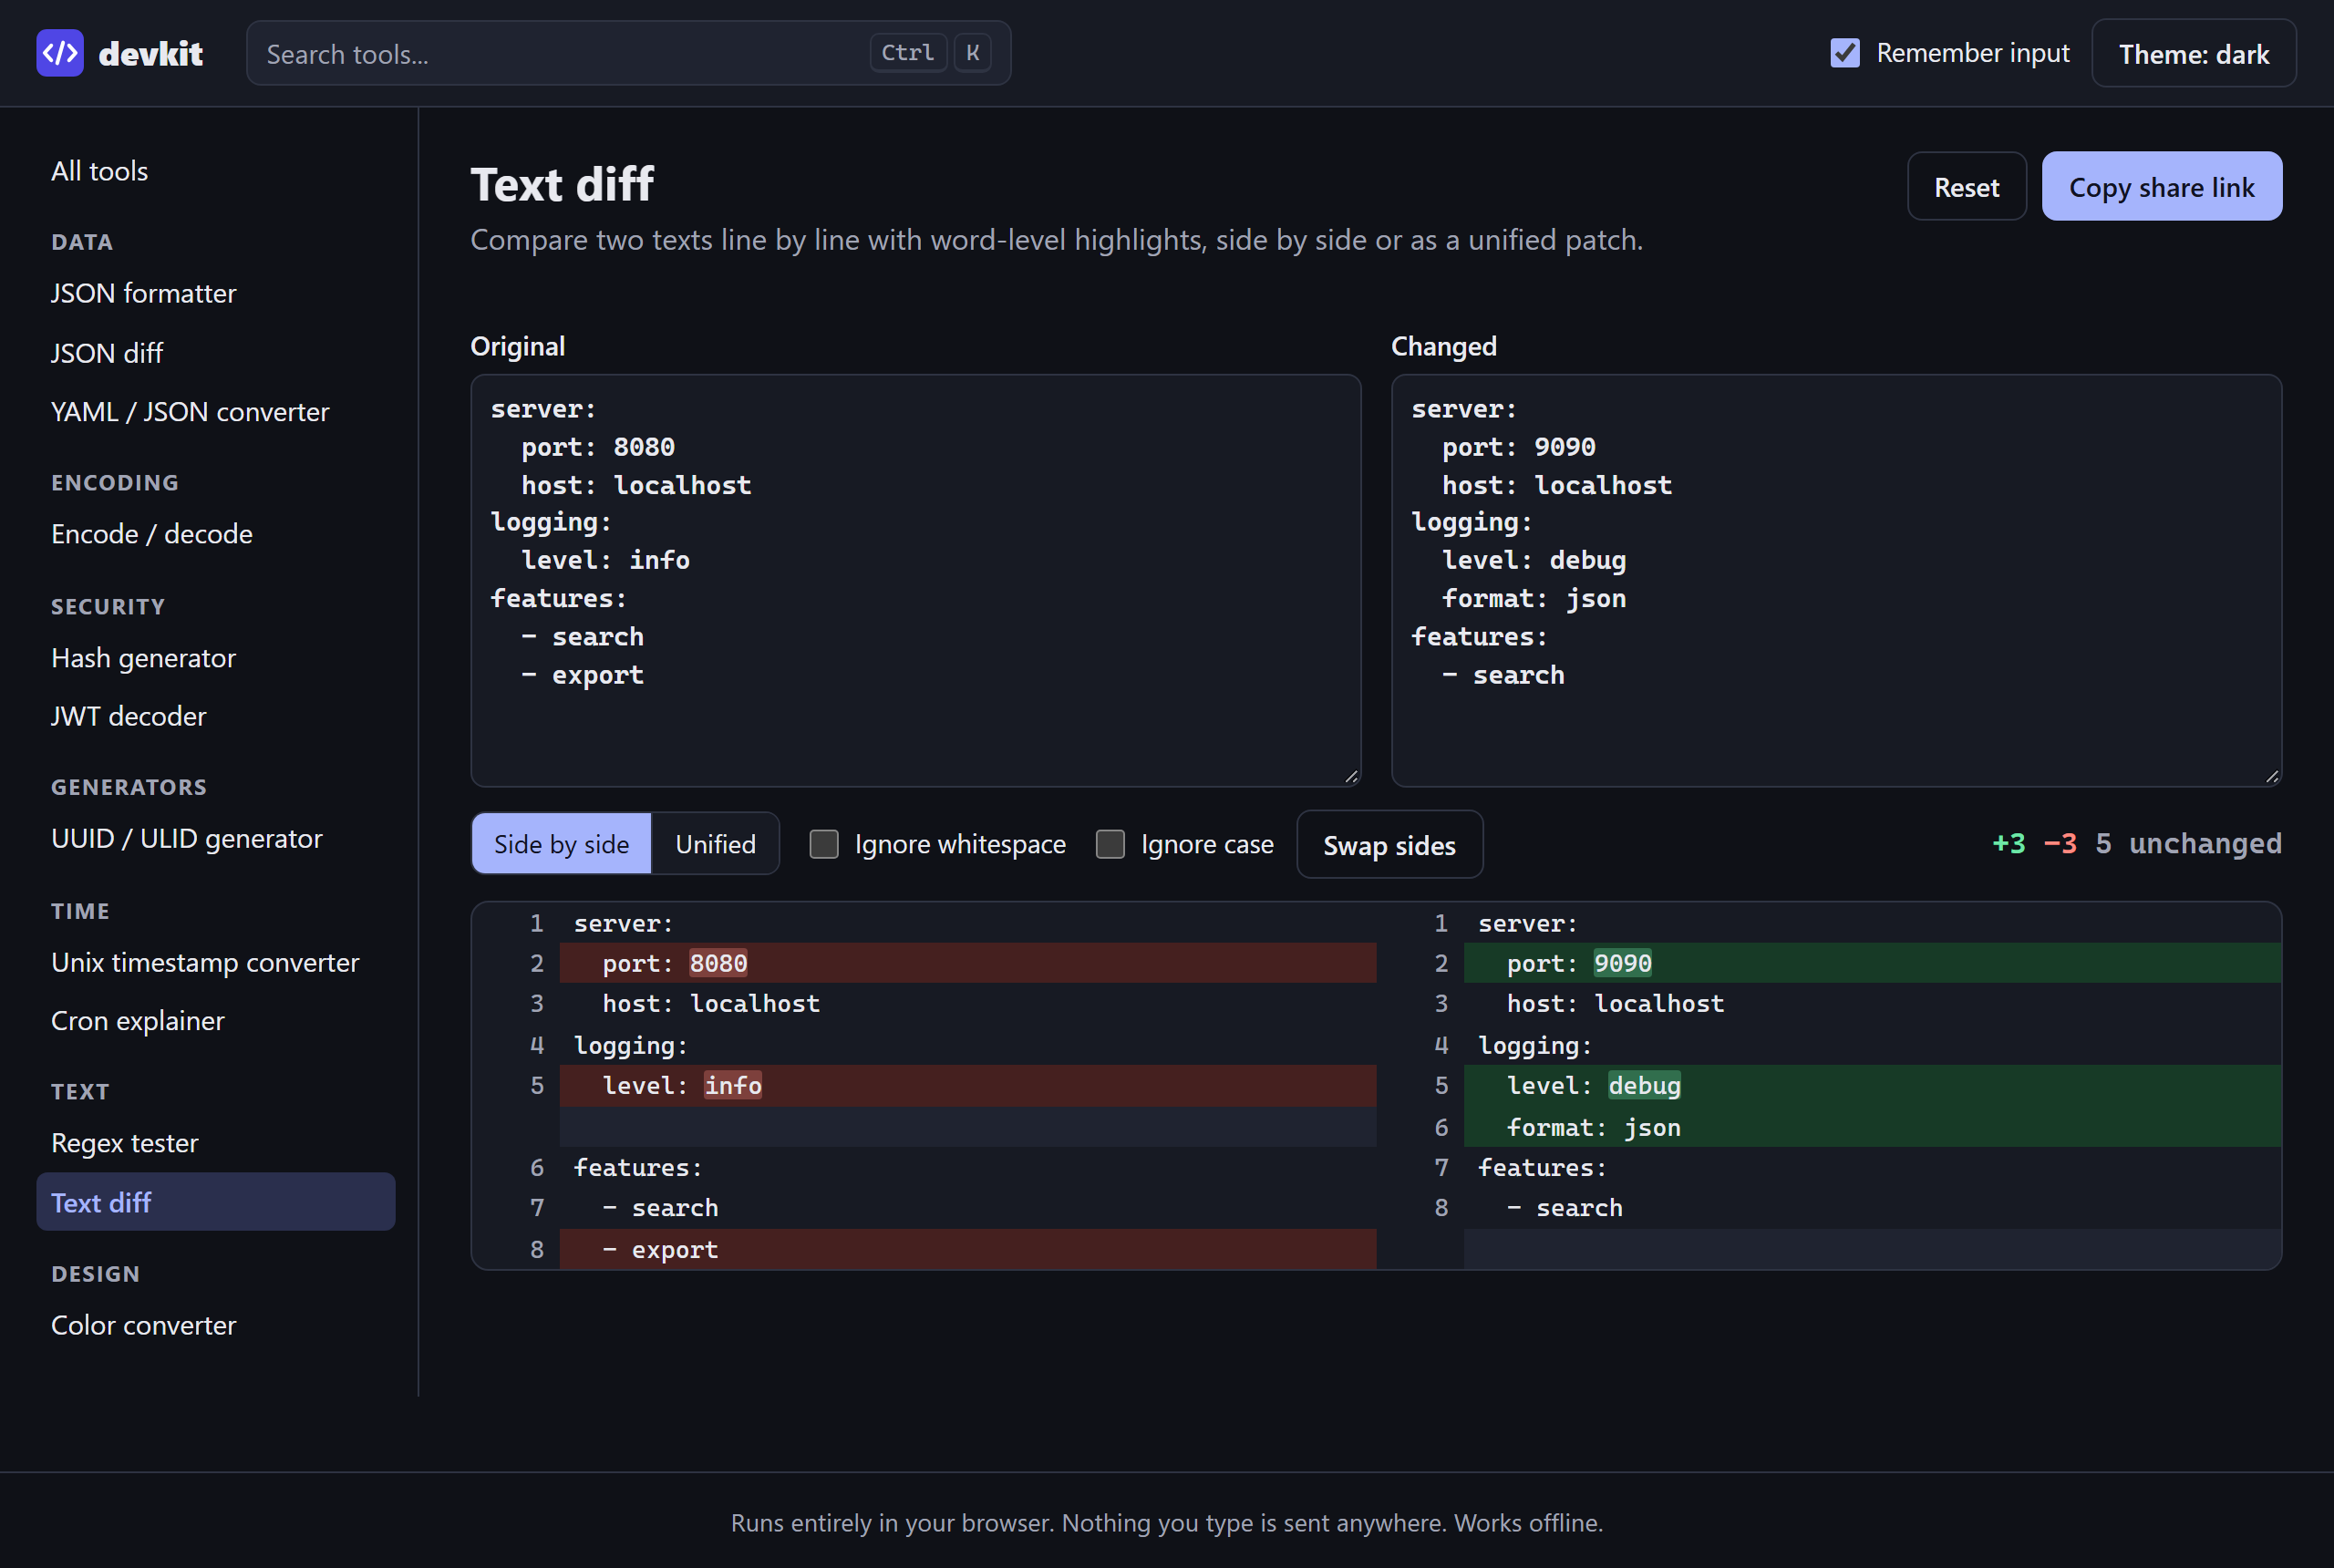 devkit
Search tools...
Ctrl K
Remember input
Theme: dark
All tools
DATA
JSON formatter
JSON diff
YAML / JSON converter
ENCODING
Encode / decode
SECURITY
Hash generator
JWT decoder
GENERATORS
UUID / ULID generator
TIME
Unix timestamp converter
Cron explainer
TEXT
Regex tester
Text diff
DESIGN
Color converter
Text diff
Reset
Copy share link
Compare two texts line by line with word-level highlights, side by side or as a unified patch.
Original
server:
  port: 8080
  host: localhost
logging:
  level: info
features:
  - search
  - export
Changed
server:
  port: 9090
  host: localhost
logging:
  level: debug
  format: json
features:
  - search
Side by side
Unified
Ignore whitespace
Ignore case
Swap sides
+3 −3 5 unchanged
1 server:
2   port: 8080
3   host: localhost
4 logging:
5   level: info
6 features:
7   - search
8   - export
1 server:
2   port: 9090
3   host: localhost
4 logging:
5   level: debug
6   format: json
7 features:
8   - search
Runs entirely in your browser. Nothing you type is sent anywhere. Works offline.